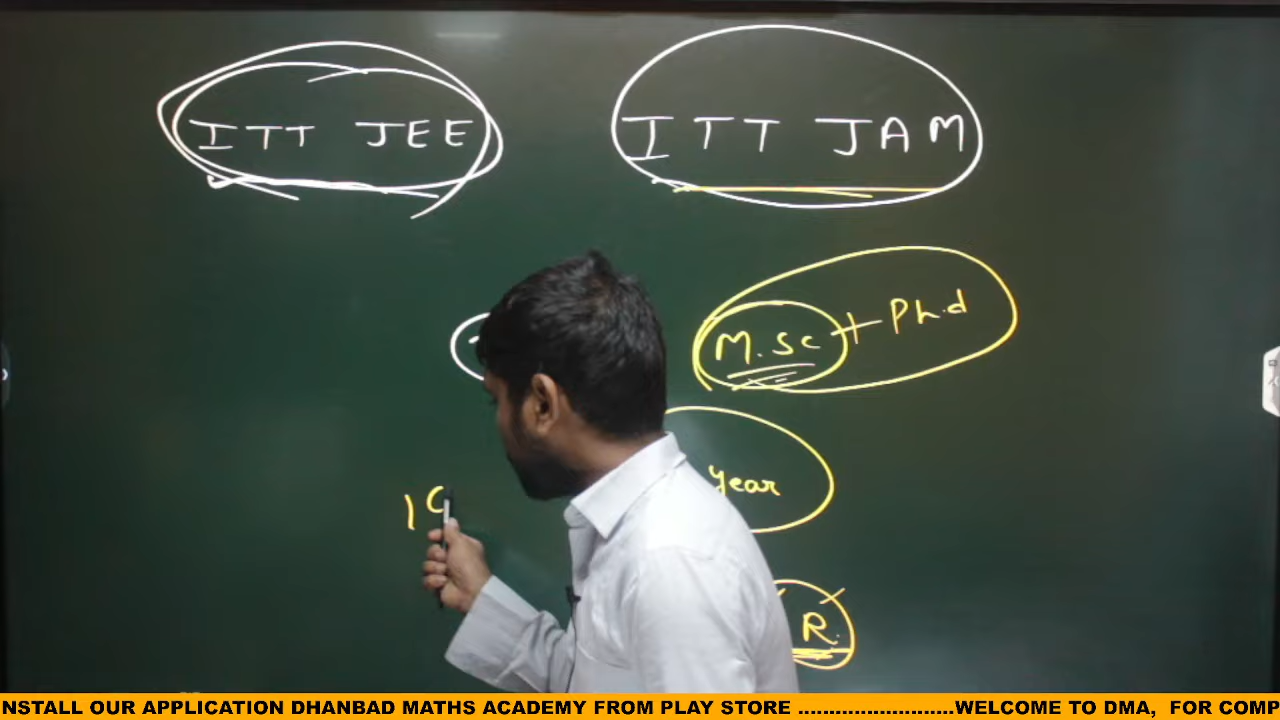 ITT JEE
ITT JAM
M.Sc + Ph.d
year
R.
NSTALL OUR APPLICATION DHANBAD MATHS ACADEMY FROM PLAY STORE ........................WELCOME TO DMA, FOR COMP